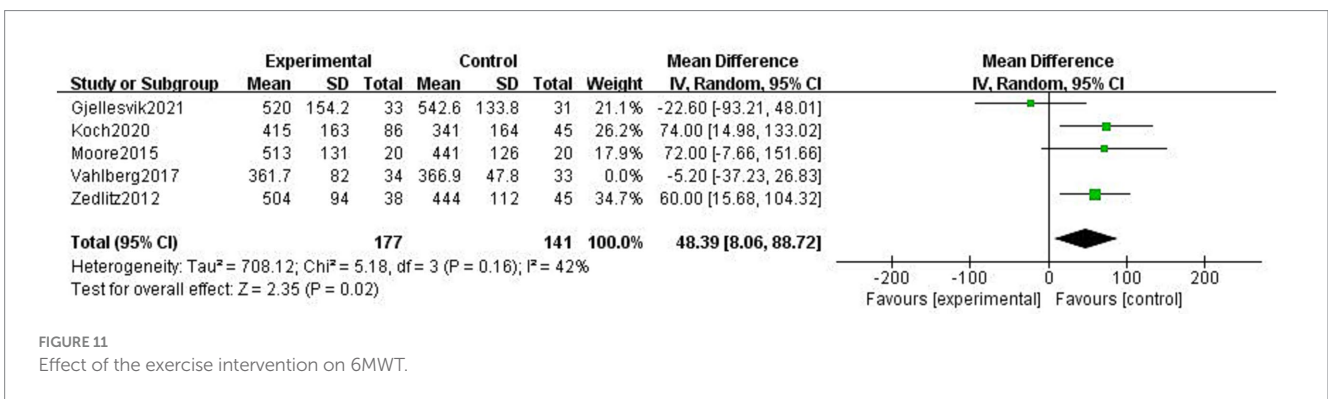 Experimental Control Mean Difference Mean Difference
Study or Subgroup Mean SD Total Mean SD Total Weight IV, Random, 95% CI IV, Random, 95% CI
Gjellesvik2021 520 154.2 33 542.6 133.8 31 21.1% -22.60 [-93.21, 48.01]
Koch2020 415 163 86 341 164 45 26.2% 74.00 [14.98, 133.02]
Moore2015 513 131 20 441 126 20 17.9% 72.00 [-7.66, 151.66]
Vahlberg2017 361.7 82 34 366.9 47.8 33 0.0% -5.20 [-37.23, 26.83]
Zedlitz2012 504 94 38 444 112 45 34.7% 60.00 [15.68, 104.32]
Total (95% CI) 177 141 100.0% 48.39 [8.06, 88.72]
Heterogeneity: Tau² = 708.12; Chi² = 5.18, df = 3 (P = 0.16); I² = 42%
Test for overall effect: Z = 2.35 (P = 0.02)
-200 -100 0 100 200
Favours [experimental] Favours [control]
FIGURE 11
Effect of the exercise intervention on 6MWT.